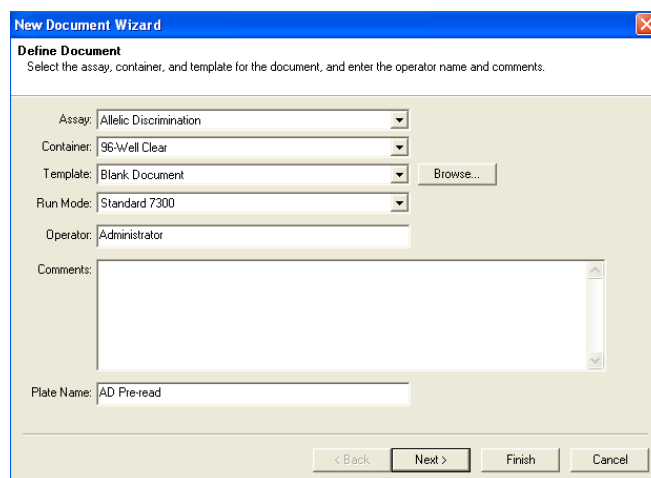 New Document Wizard
Define Document
Select the assay, container, and template for the document, and enter the operator name and comments.
Assay: Allelic Discrimination
Container: 96-Well Clear
Template: Blank Document Browse...
Run Mode: Standard 7300
Operator: Administrator
Comments:
Plate Name: AD Pre-read
< Back Next > Finish Cancel